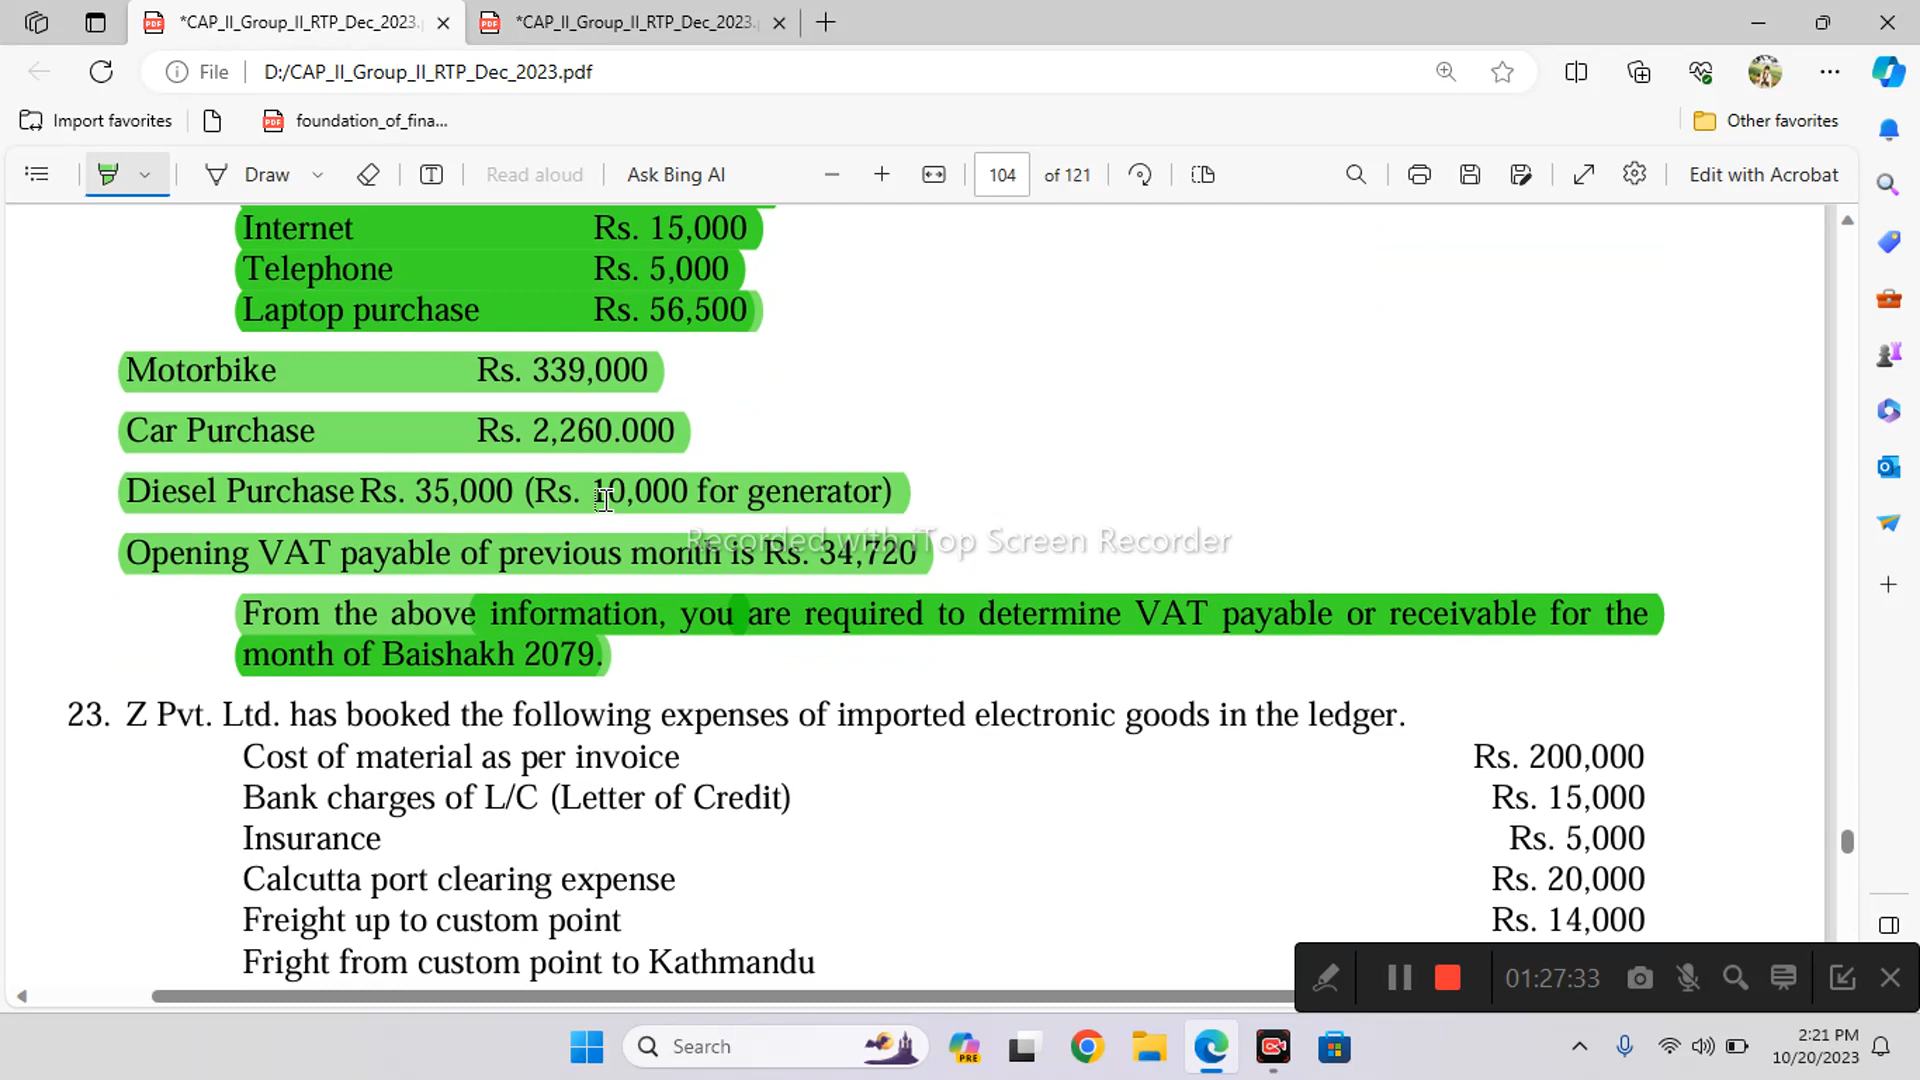 *CAP_II_Group_II_RTP_Dec_2023.
*CAP_II_Group_II_RTP_Dec_2023.
File D:/CAP_II_Group_II_RTP_Dec_2023.pdf
Import favorites
foundation_of_fina...
Other favorites
Draw
Read aloud
Ask Bing AI
104 of 121
Edit with Acrobat
Internet Rs. 15,000
Telephone Rs. 5,000
Laptop purchase Rs. 56,500
Motorbike Rs. 339,000
Car Purchase Rs. 2,260.000
Diesel Purchase Rs. 35,000 (Rs. 10,000 for generator)
Recorded with iTop Screen Recorder
Opening VAT payable of previous month is Rs. 34,720
From the above information, you are required to determine VAT payable or receivable for the
month of Baishakh 2079.
23. Z Pvt. Ltd. has booked the following expenses of imported electronic goods in the ledger.
Cost of material as per invoice Rs. 200,000
Bank charges of L/C (Letter of Credit) Rs. 15,000
Insurance Rs. 5,000
Calcutta port clearing expense Rs. 20,000
Freight up to custom point Rs. 14,000
Fright from custom point to Kathmandu
01:27:33
Search
PRE
2:21 PM
10/20/2023